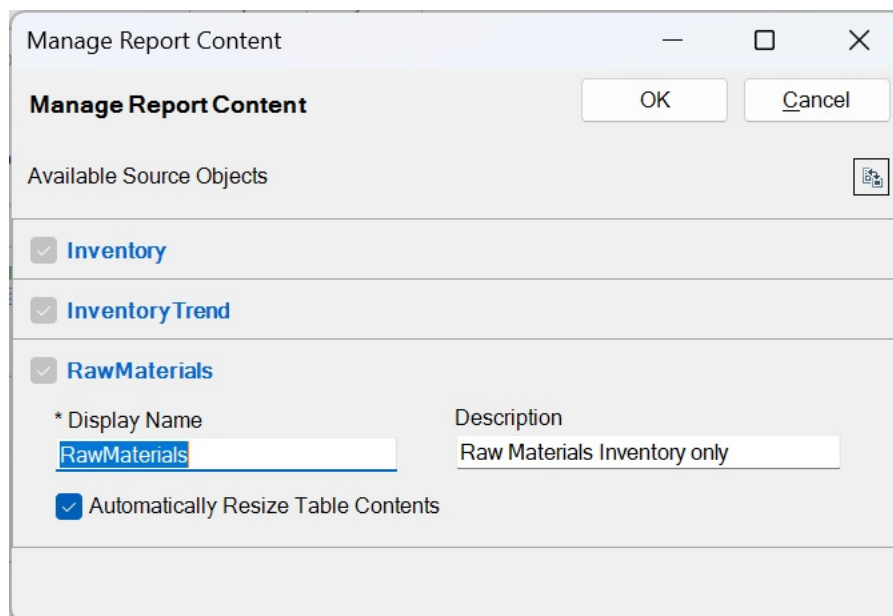 Manage Report Content
Manage Report Content OK Cancel
Available Source Objects
Inventory
InventoryTrend
RawMaterials
* Display Name Description
RawMaterials Raw Materials Inventory only
Automatically Resize Table Contents